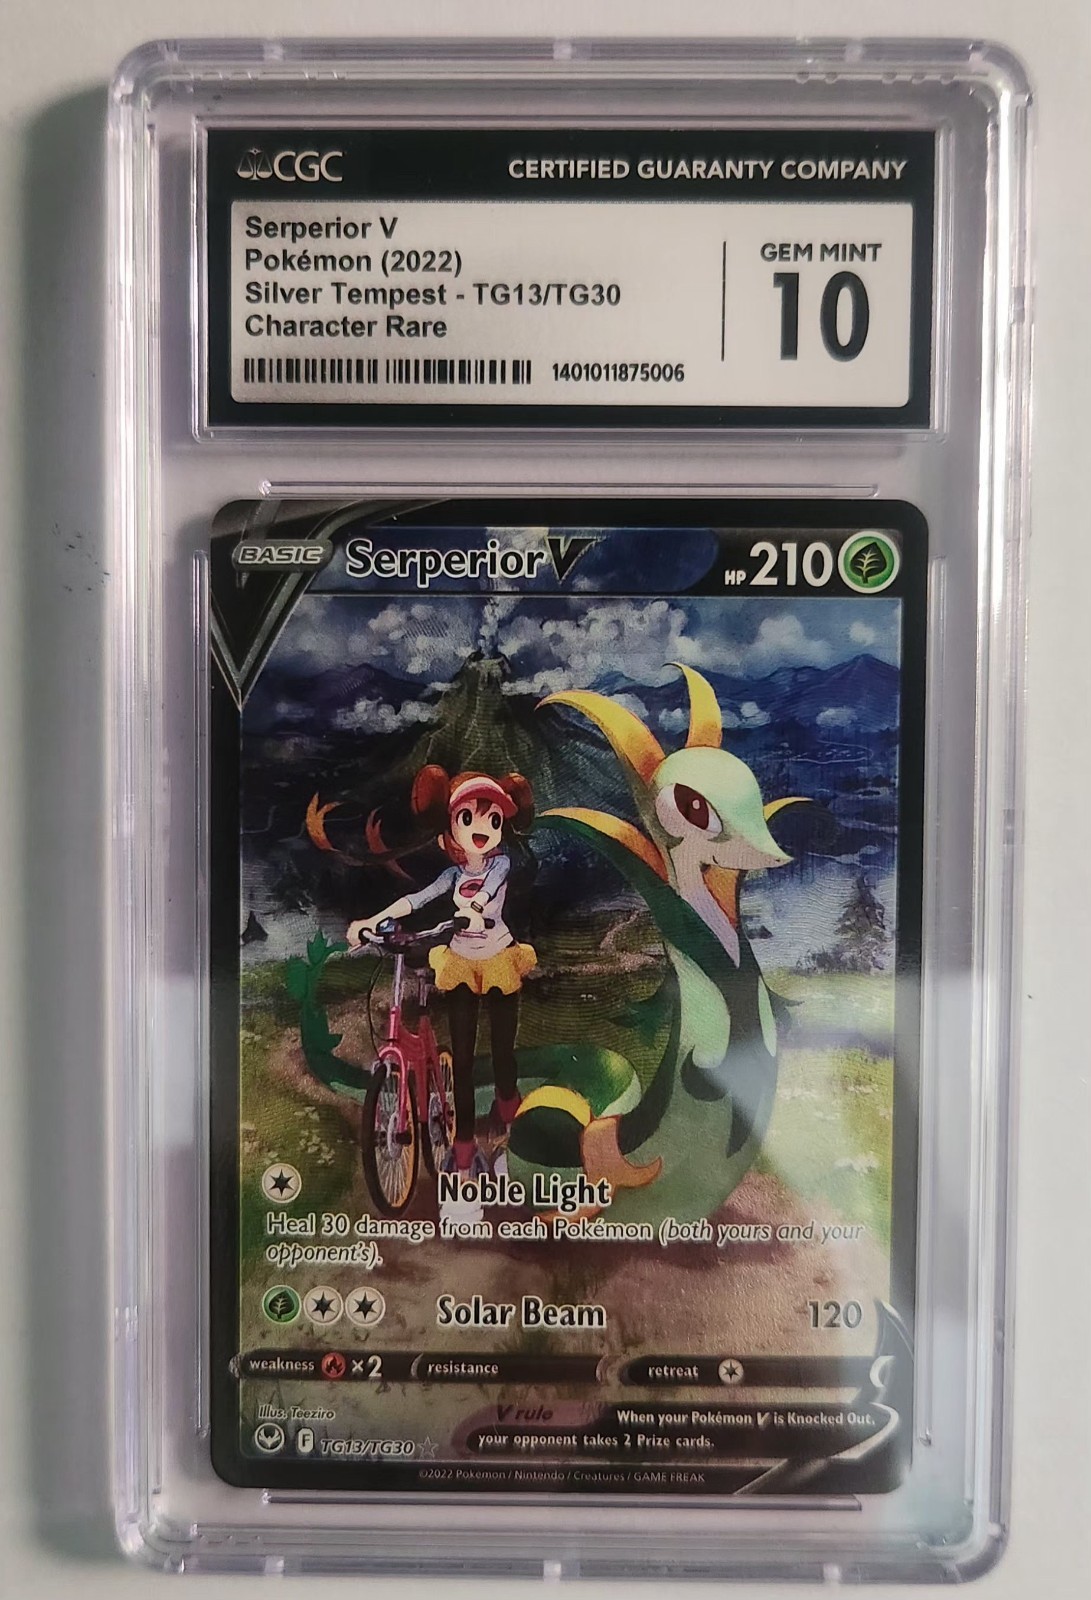 CGC CERTIFIED GUARANTY COMPANY
Serperior V
Pokémon (2022)
Silver Tempest - TG13/TG30
Character Rare
1401011875006
GEM MINT
10
BASIC Serperior V HP 210
Noble Light
Heal 30 damage from each Pokémon (both yours and your
opponent's).
Solar Beam 120
weakness ×2 resistance retreat
Illus. Teeziro
V rule When your Pokémon V is Knocked Out,
your opponent takes 2 Prize cards.
F TG13/TG30
©2022 Pokémon / Nintendo / Creatures / GAME FREAK